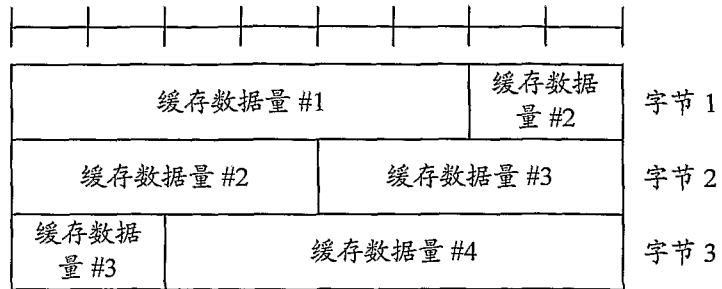 缓存数据量 #1
缓存数据
量 #2
字节 1
缓存数据量 #2
缓存数据量 #3
字节 2
缓存数据
量 #3
缓存数据量 #4
字节 3